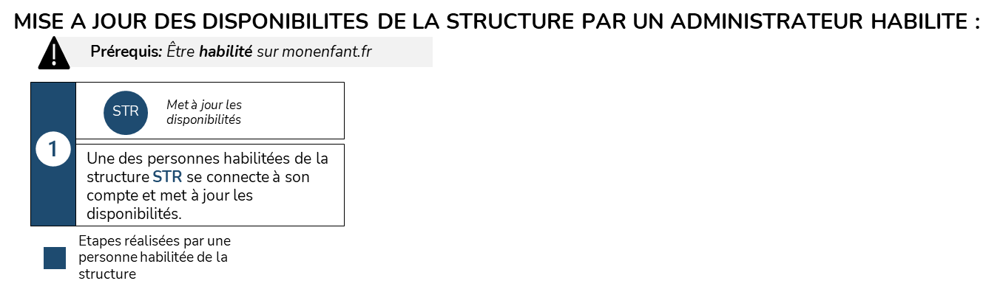 MISE A JOUR DES DISPONIBILITES DE LA STRUCTURE PAR UN ADMINISTRATEUR HABILITE :
Prérequis: Être habilité sur monenfant.fr
STR
Met à jour les
disponibilités
1
Une des personnes habilitées de la
structure STR se connecte à son
compte et met à jour les
disponibilités.
Etapes réalisées par une
personne habilitée de la
structure